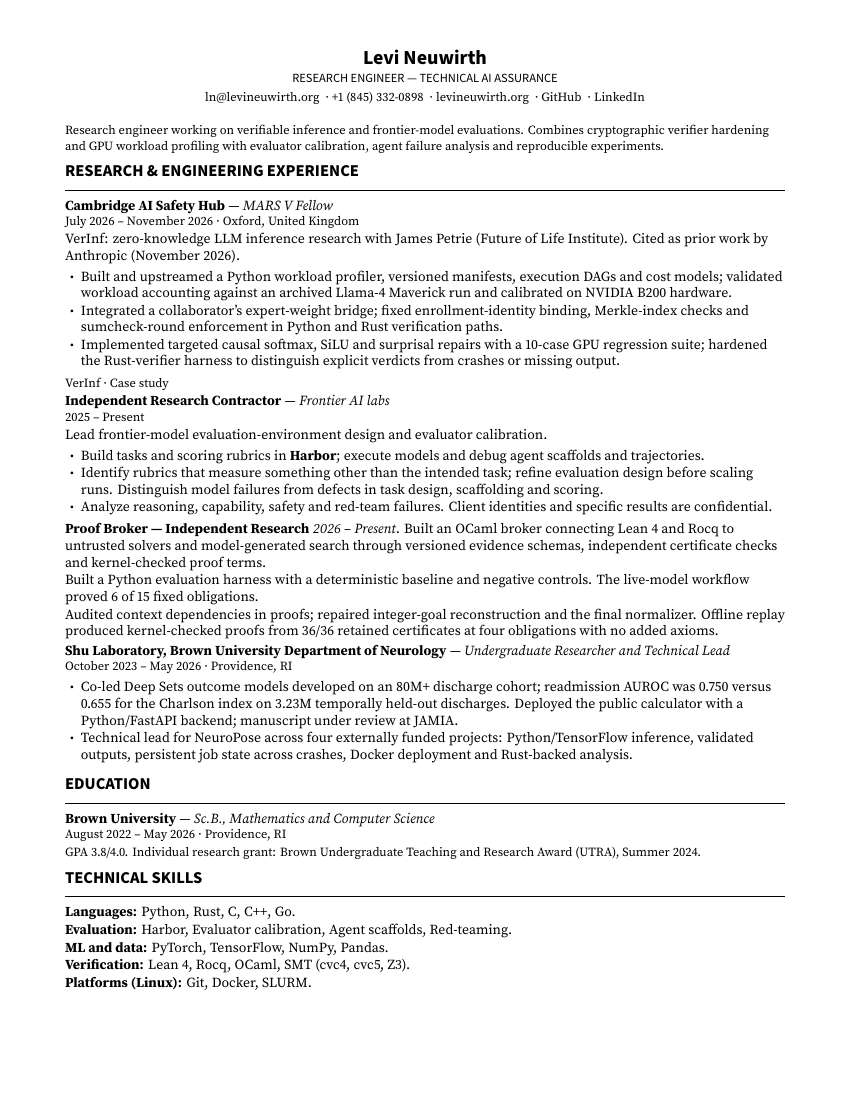 Levi Neuwirth
RESEARCH ENGINEER — TECHNICAL AI ASSURANCE
ln@levineuwirth.org · +1 (845) 332-0898 · levineuwirth.org · GitHub · LinkedIn
Research engineer working on verifiable inference and frontier-model evaluations. Combines cryptographic verifier hardening
and GPU workload profiling with evaluator calibration, agent failure analysis and reproducible experiments.
RESEARCH & ENGINEERING EXPERIENCE
Cambridge AI Safety Hub — MARS V Fellow
July 2026 – November 2026 · Oxford, United Kingdom
VerInf: zero-knowledge LLM inference research with James Petrie (Future of Life Institute). Cited as prior work by
Anthropic (November 2026).
• Built and upstreamed a Python workload profiler, versioned manifests, execution DAGs and cost models; validated
workload accounting against an archived Llama-4 Maverick run and calibrated on NVIDIA B200 hardware.
• Integrated a collaborator's expert-weight bridge; fixed enrollment-identity binding, Merkle-index checks and
sumcheck-round enforcement in Python and Rust verification paths.
• Implemented targeted causal softmax, SiLU and surprisal repairs with a 10-case GPU regression suite; hardened
the Rust-verifier harness to distinguish explicit verdicts from crashes or missing output.
VerInf · Case study
Independent Research Contractor — Frontier AI labs
2025 – Present
Lead frontier-model evaluation-environment design and evaluator calibration.
• Build tasks and scoring rubrics in Harbor; execute models and debug agent scaffolds and trajectories.
• Identify rubrics that measure something other than the intended task; refine evaluation design before scaling
runs. Distinguish model failures from defects in task design, scaffolding and scoring.
• Analyze reasoning, capability, safety and red-team failures. Client identities and specific results are confidential.
Proof Broker — Independent Research 2026 – Present. Built an OCaml broker connecting Lean 4 and Rocq to
untrusted solvers and model-generated search through versioned evidence schemas, independent certificate checks
and kernel-checked proof terms.
Built a Python evaluation harness with a deterministic baseline and negative controls. The live-model workflow
proved 6 of 15 fixed obligations.
Audited context dependencies in proofs; repaired integer-goal reconstruction and the final normalizer. Offline replay
produced kernel-checked proofs from 36/36 retained certificates at four obligations with no added axioms.
Shu Laboratory, Brown University Department of Neurology — Undergraduate Researcher and Technical Lead
October 2023 – May 2026 · Providence, RI
• Co-led Deep Sets outcome models developed on an 80M+ discharge cohort; readmission AUROC was 0.750 versus
0.655 for the Charlson index on 3.23M temporally held-out discharges. Deployed the public calculator with a
Python/FastAPI backend; manuscript under review at JAMIA.
• Technical lead for NeuroPose across four externally funded projects: Python/TensorFlow inference, validated
outputs, persistent job state across crashes, Docker deployment and Rust-backed analysis.
EDUCATION
Brown University — Sc.B., Mathematics and Computer Science
August 2022 – May 2026 · Providence, RI
GPA 3.8/4.0. Individual research grant: Brown Undergraduate Teaching and Research Award (UTRA), Summer 2024.
TECHNICAL SKILLS
Languages: Python, Rust, C, C++, Go.
Evaluation: Harbor, Evaluator calibration, Agent scaffolds, Red-teaming.
ML and data: PyTorch, TensorFlow, NumPy, Pandas.
Verification: Lean 4, Rocq, OCaml, SMT (cvc4, cvc5, Z3).
Platforms (Linux): Git, Docker, SLURM.